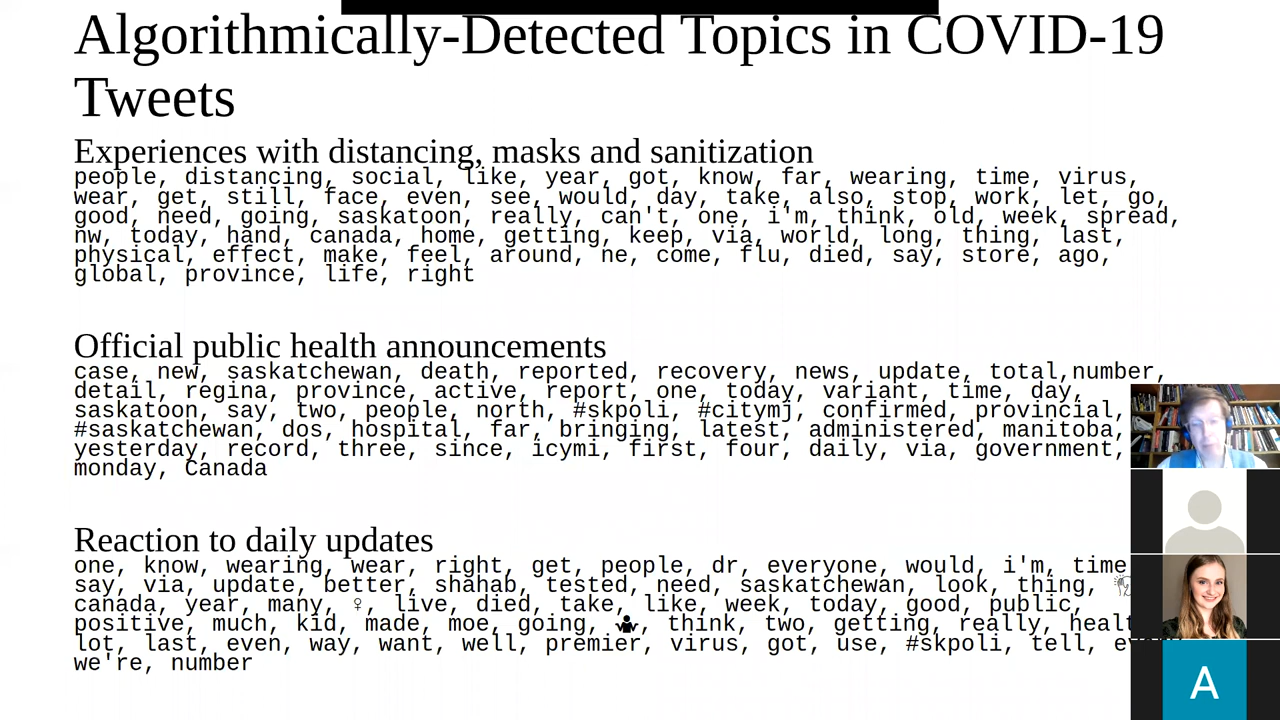 Algorithmically-Detected Topics in COVID-19
Tweets
Experiences with distancing, masks and sanitization
people, distancing, social, like, year, got, know, far, wearing, time, virus,
wear, get, still, face, even, see, would, day, take, also, stop, work, let, go,
good, need, going, saskatoon, really, can't, one, i'm, think, old, week, spread,
nw, today, hand, canada, home, getting, keep, via, world, long, thing, last,
physical, effect, make, feel, around, ne, come, flu, died, say, store, ago,
global, province, life, right
Official public health announcements
case, new, saskatchewan, death, reported, recovery, news, update, total,number,
detail, regina, province, active, report, one, today, variant, time, day,
saskatoon, say, two, people, north, #skpoli, #citymj, confirmed, provincial,
#saskatchewan, dos, hospital, far, bringing, latest, administered, manitoba,
yesterday, record, three, since, icymi, first, four, daily, via, government,
monday, Canada
Reaction to daily updates
one, know, wearing, wear, right, get, people, dr, everyone, would, i'm, time
say, via, update, better, shahab, tested, need, saskatchewan, look, thing,
canada, year, many, ♀, live, died, take, like, week, today, good, public,
positive, much, kid, made, moe, going, , think, two, getting, really,
lot, last, even, way, want, well, premier, virus, got, use, #skpoli, tell,
we're, number
A